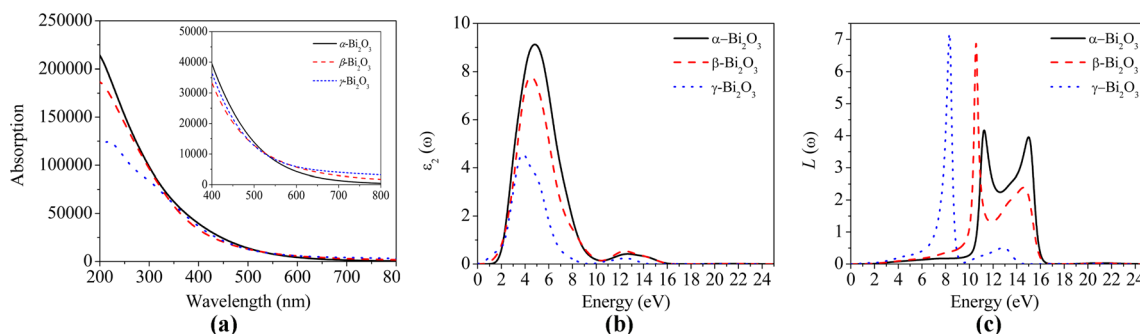 250000
200000
150000
100000
50000
0
Absorption
200 300 400 500 600 700 800
Wavelength (nm)
50000
40000
30000
20000
10000
0
400 500 600 700 800
α-Bi₂O₃
β-Bi₂O₃
γ-Bi₂O₃
(a)
10
8
6
4
2
0
ε₂ (ω)
0 2 4 6 8 10 12 14 16 18 20 22 24
Energy (eV)
α−Bi₂O₃
β-Bi₂O₃
γ-Bi₂O₃
(b)
7
6
5
4
3
2
1
0
L (ω)
0 2 4 6 8 10 12 14 16 18 20 22 24
Energy (eV)
α−Bi₂O₃
β-Bi₂O₃
γ−Bi₂O₃
(c)